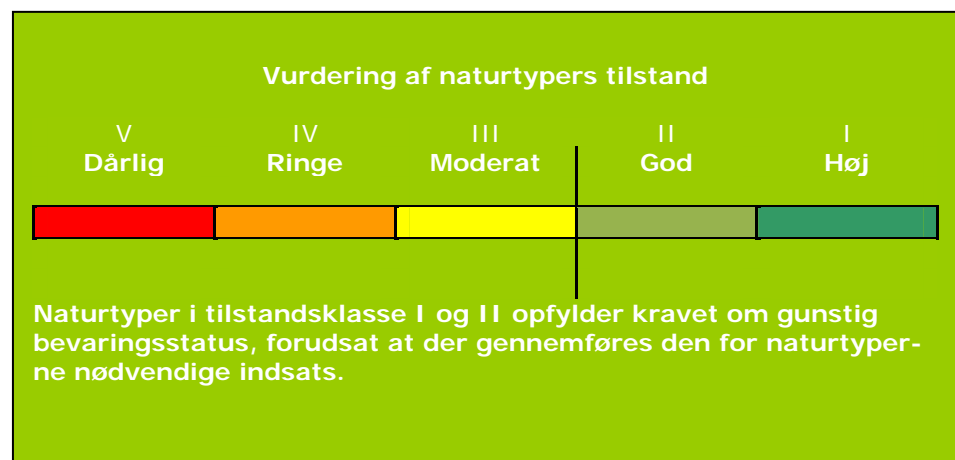 Vurdering af naturtypers tilstand
V IV III II I
Dårlig Ringe Moderat God Høj
Naturtyper i tilstandsklasse I og II opfylder kravet om gunstig
bevaringsstatus, forudsat at der gennemføres den for naturtyper-
ne nødvendige indsats.